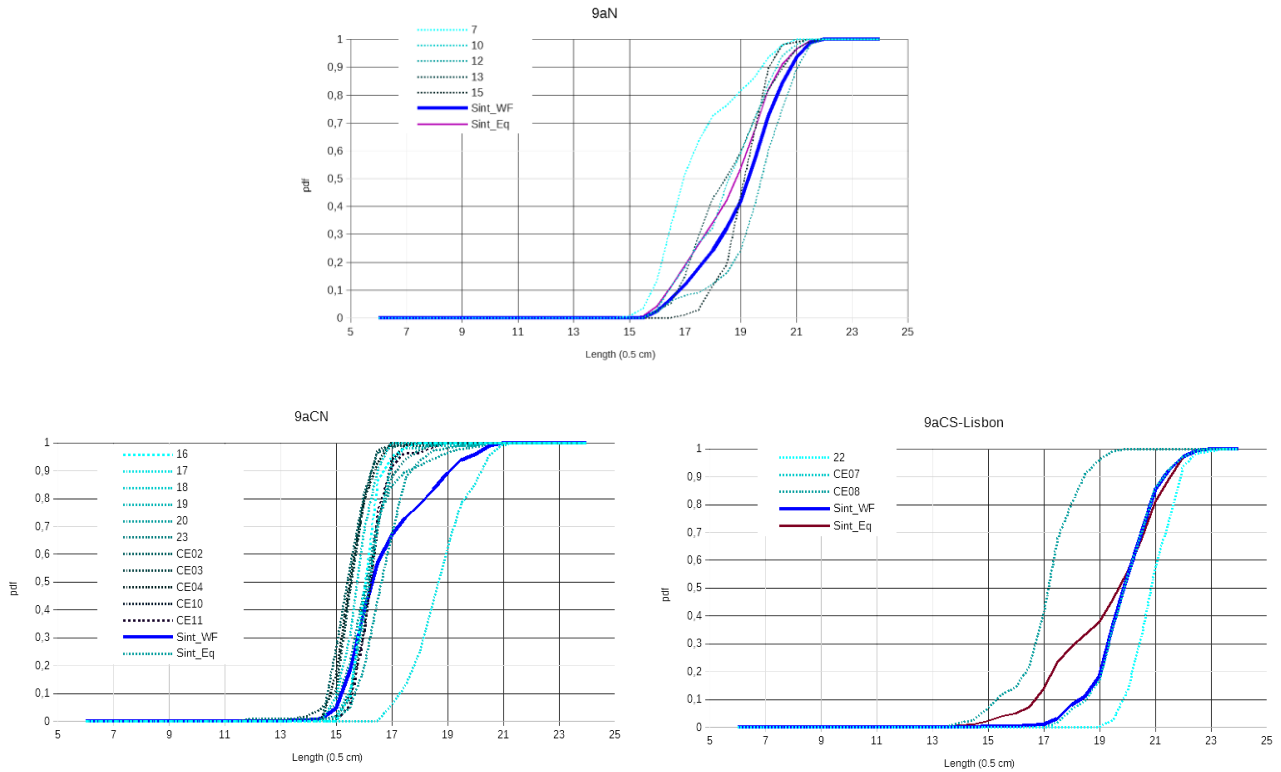 9aN
7
10
12
13
15
Sint_WF
Sint_Eq
1
0,9
0,8
0,7
0,6
0,5
0,4
0,3
0,2
0,1
0
pdf
5 7 9 11 13 15 17 19 21 23 25
Length (0.5 cm)
9aCN
16
17
18
19
20
23
CE02
CE03
CE04
CE10
CE11
Sint_WF
Sint_Eq
1
0,9
0,8
0,7
0,6
0,5
0,4
0,3
0,2
0,1
0
pdf
5 7 9 11 13 15 17 19 21 23 25
Length (0.5 cm)
9aCS-Lisbon
22
CE07
CE08
Sint_WF
Sint_Eq
1
0,9
0,8
0,7
0,6
0,5
0,4
0,3
0,2
0,1
0
pdf
5 7 9 11 13 15 17 19 21 23 25
Length (0.5 cm)